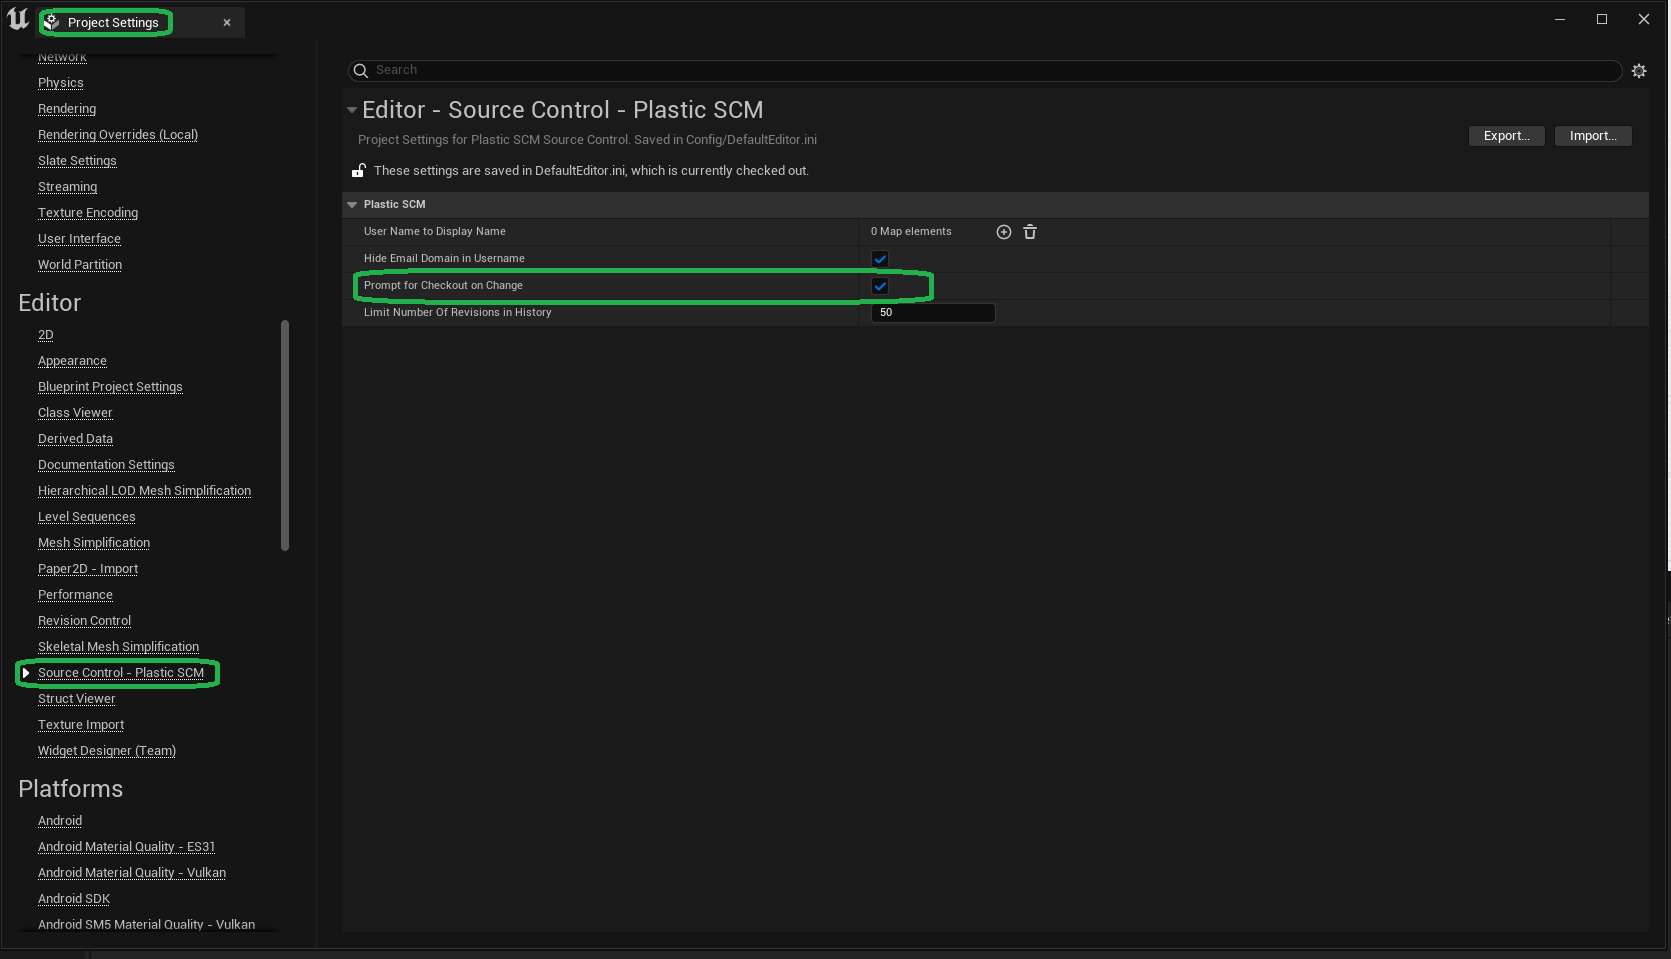 Project Settings
Network
Physics
Rendering
Rendering Overrides (Local)
Slate Settings
Streaming
Texture Encoding
User Interface
World Partition
Editor
2D
Appearance
Blueprint Project Settings
Class Viewer
Derived Data
Documentation Settings
Hierarchical LOD Mesh Simplification
Level Sequences
Mesh Simplification
Paper2D - Import
Performance
Revision Control
Skeletal Mesh Simplification
Source Control - Plastic SCM
Struct Viewer
Texture Import
Widget Designer (Team)
Platforms
Android
Android Material Quality - ES31
Android Material Quality - Vulkan
Android SDK
Android SM5 Material Quality - Vulkan
Search
Editor - Source Control - Plastic SCM
Project Settings for Plastic SCM Source Control. Saved in Config/DefaultEditor.ini
Export...
Import...
These settings are saved in DefaultEditor.ini, which is currently checked out.
Plastic SCM
User Name to Display Name
0 Map elements
Hide Email Domain in Username
Prompt for Checkout on Change
Limit Number Of Revisions in History
50